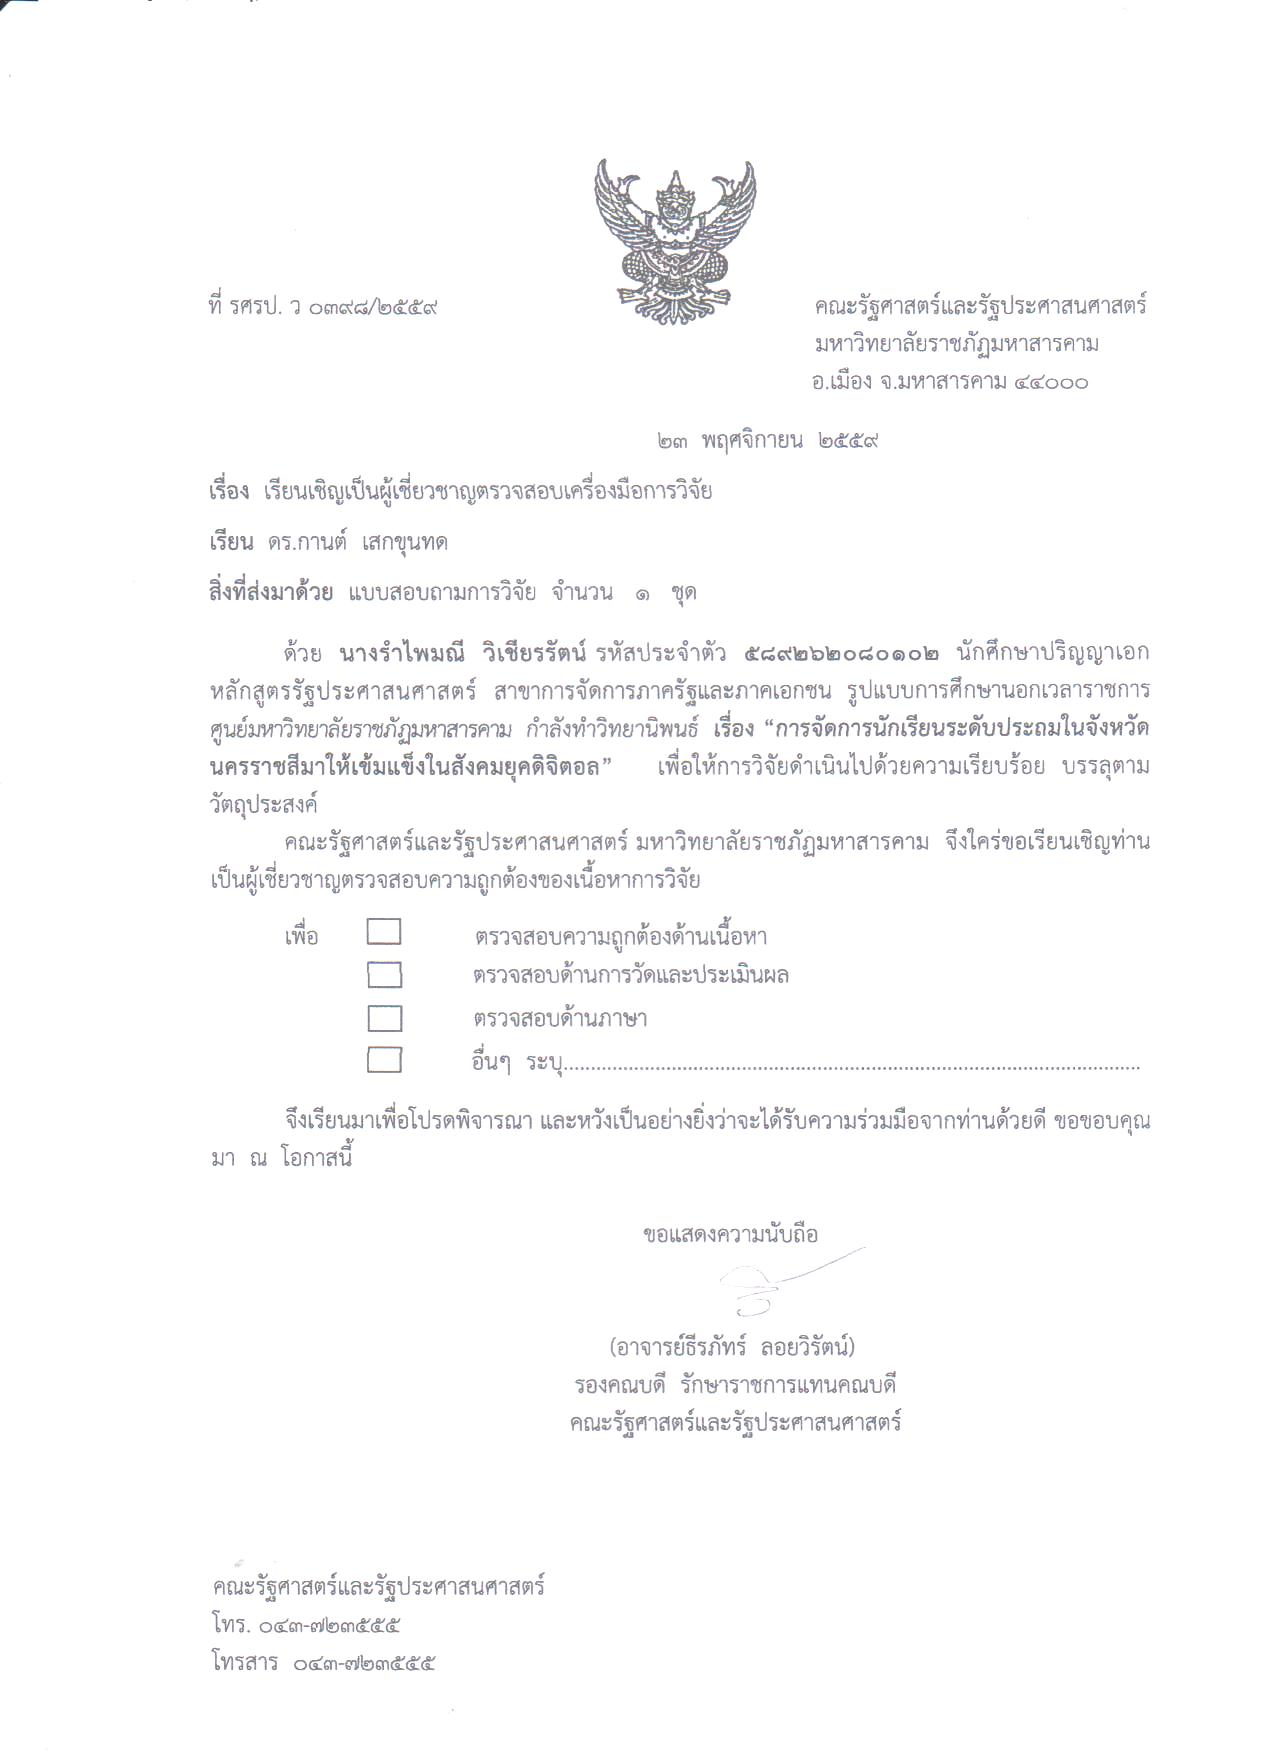 ที่ รศรป. ว ๐๓๙๘/๒๕๕๙
คณะรัฐศาสตร์และรัฐประศาสนศาสตร์
มหาวิทยาลัยราชภัฏมหาสารคาม
อ.เมือง จ.มหาสารคาม ๔๔๐๐๐
๒๓ พฤศจิกายน ๒๕๕๙
เรื่อง เรียนเชิญเป็นผู้เชี่ยวชาญตรวจสอบเครื่องมือการวิจัย
เรียน ดร.กานต์ เสกขุนทด
สิ่งที่ส่งมาด้วย แบบสอบถามการวิจัย จำนวน ๑ ชุด
ด้วย นางรำไพมณี วิเชียรรัตน์ รหัสประจำตัว ๕๘๙๒๖๒๐๘๐๑๐๒ นักศึกษาปริญญาเอก
หลักสูตรรัฐประศาสนศาสตร์ สาขาการจัดการภาครัฐและภาคเอกชน รูปแบบการศึกษานอกเวลาราชการ
ศูนย์มหาวิทยาลัยราชภัฏมหาสารคาม กำลังทำวิทยานิพนธ์ เรื่อง “การจัดการนักเรียนระดับประถมในจังหวัด
นครราชสีมาให้เข้มแข็งในสังคมยุคดิจิตอล” เพื่อให้การวิจัยดำเนินไปด้วยความเรียบร้อย บรรลุตาม
วัตถุประสงค์
คณะรัฐศาสตร์และรัฐประศาสนศาสตร์ มหาวิทยาลัยราชภัฏมหาสารคาม จึงใคร่ขอเรียนเชิญท่าน
เป็นผู้เชี่ยวชาญตรวจสอบความถูกต้องของเนื้อหาการวิจัย
เพื่อ ตรวจสอบความถูกต้องด้านเนื้อหา
ตรวจสอบด้านการวัดและประเมินผล
ตรวจสอบด้านภาษา
อื่นๆ ระบุ..........................................................................................................
จึงเรียนมาเพื่อโปรดพิจารณา และหวังเป็นอย่างยิ่งว่าจะได้รับความร่วมมือจากท่านด้วยดี ขอขอบคุณ
มา ณ โอกาสนี้
ขอแสดงความนับถือ
(อาจารย์ธีรภัทร์ ลอยวิรัตน์)
รองคณบดี รักษาราชการแทนคณบดี
คณะรัฐศาสตร์และรัฐประศาสนศาสตร์
คณะรัฐศาสตร์และรัฐประศาสนศาสตร์
โทร. ๐๔๓-๗๒๓๕๕๕
โทรสาร ๐๔๓-๗๒๓๕๕๕